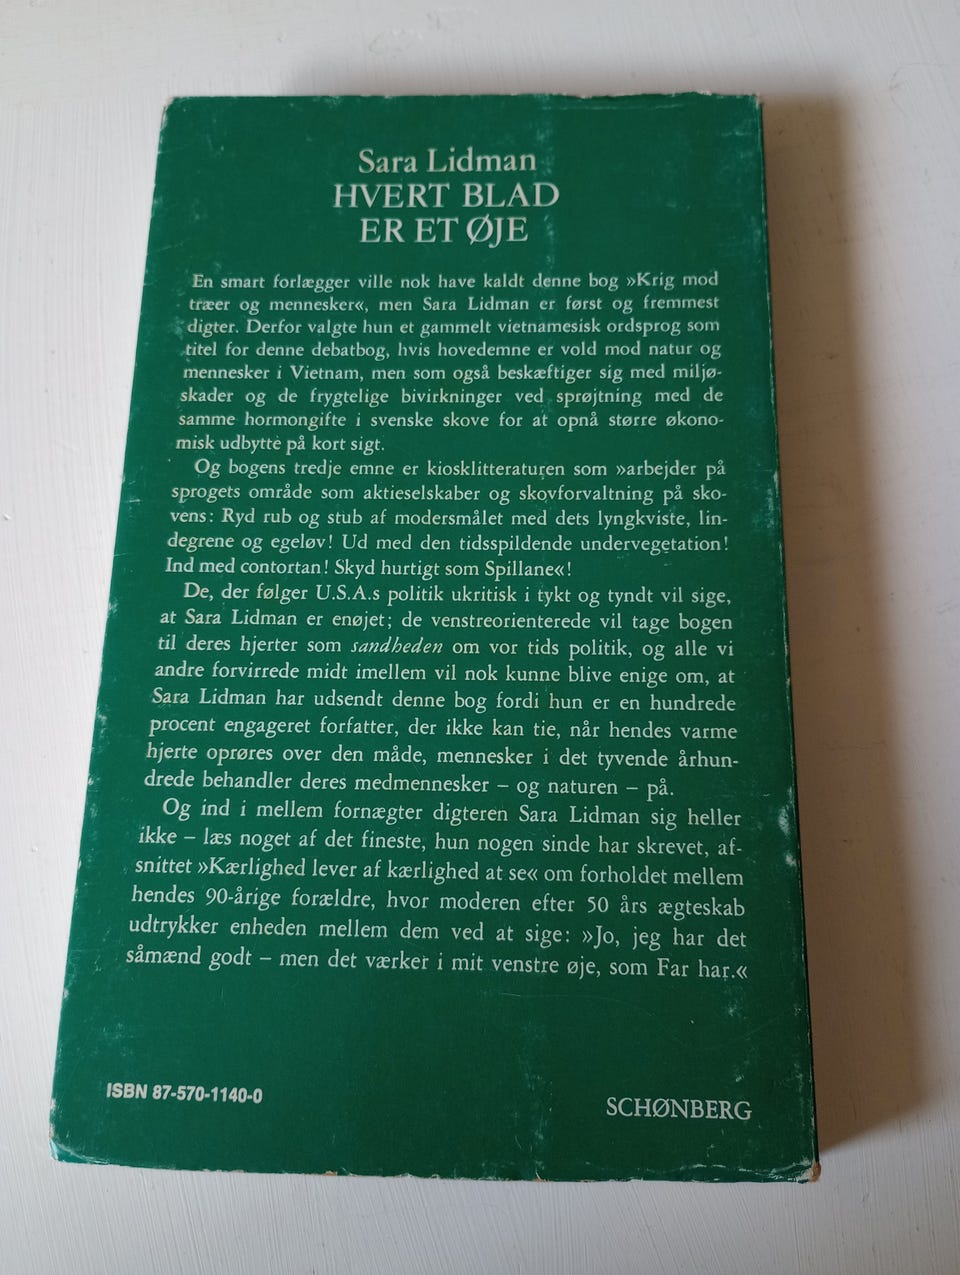 Sara Lidman
HVERT BLAD
ER ET ØJE
En smart forlægger ville nok have kaldt denne bog »Krig mod
træer og mennesker«, men Sara Lidman er først og fremmest
digter. Derfor valgte hun et gammelt vietnamesisk ordsprog som
titel for denne debatbog, hvis hovedemne er vold mod natur og
mennesker i Vietnam, men som også beskæftiger sig med miljø-
skader og de frygtelige bivirkninger ved sprøjtning med de
samme hormongifte i svenske skove for at opnå større økono-
misk udbytte på kort sigt.
Og bogens tredje emne er kiosklitteraturen som »arbejder på
sprogets område som aktieselskaber og skovforvaltning på sko-
vens: Ryd rub og stub af modersmålet med dets lyngkviste, lin-
degrene og egeløv! Ud med den tidsspildende undervegetation!
Ind med contortan! Skyd hurtigt som Spillane«!
De, der følger U.S.A.s politik ukritisk i tykt og tyndt vil sige,
at Sara Lidman er enøjet; de venstreorienterede vil tage bogen
til deres hjerter som sandheden om vor tids politik, og alle vi
andre forvirrede midt imellem vil nok kunne blive enige om, at
Sara Lidman har udsendt denne bog fordi hun er en hundrede
procent engageret forfatter, der ikke kan tie, når hendes varme
hjerte oprøres over den måde, mennesker i det tyvende århun-
drede behandler deres medmennesker – og naturen – på.
Og ind i mellem fornægter digteren Sara Lidman sig heller
ikke – læs noget af det fineste, hun nogen sinde har skrevet, af-
snittet »Kærlighed lever af kærlighed at se« om forholdet mellem
hendes 90-årige forældre, hvor moderen efter 50 års ægteskab
udtrykker enheden mellem dem ved at sige: »Jo, jeg har det
såmænd godt – men det værker i mit venstre øje, som Far har.«
ISBN 87-570-1140-0
SCHØNBERG